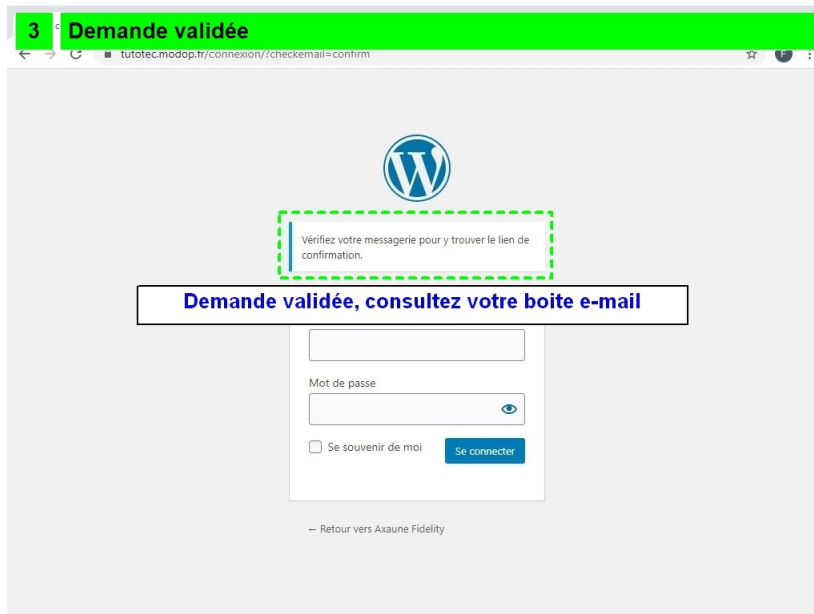 3 Demande validée
tutotec.modop.fr/connexion/?checkemail=confirm
F
Vérifiez votre messagerie pour y trouver le lien de
confirmation.
Demande validée, consultez votre boite e-mail
Mot de passe
Se souvenir de moi
Se connecter
← Retour vers Axaune Fidelity